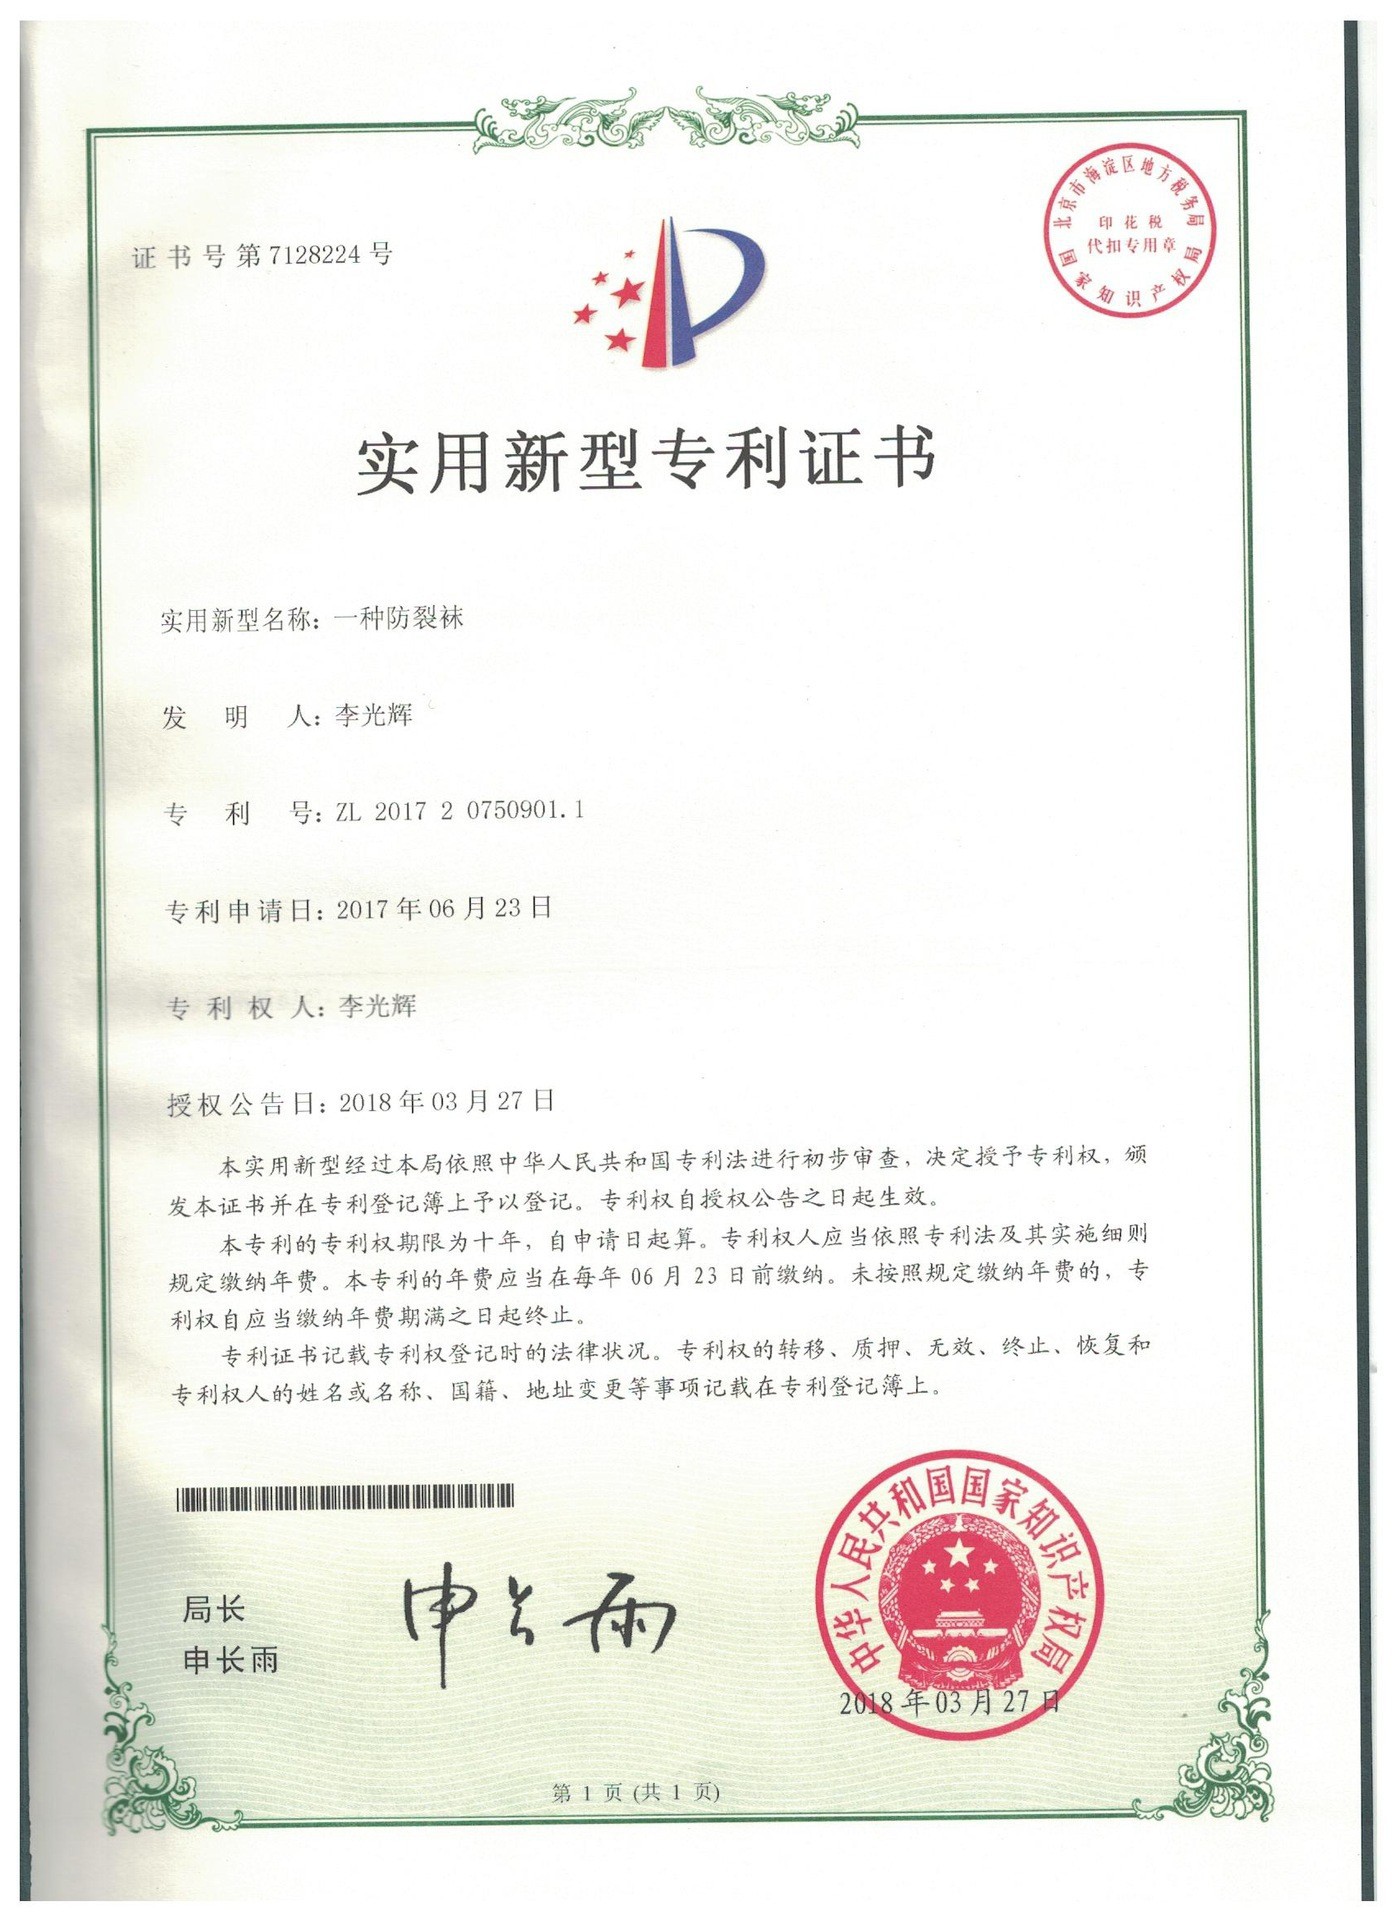 证书号第7128224号
北京市海淀区地方税务局
印花税
代扣专用章
国家知识产权局
实用新型专利证书
实用新型名称：一种防裂袜
发明人：李光辉
专利号：ZL 2017 2 0750901.1
专利申请日：2017年06月23日
专利权人：李光辉
授权公告日：2018年03月27日
本实用新型经过本局依照中华人民共和国专利法进行初步审查，决定授予专利权，颁
发本证书并在专利登记簿上予以登记。专利权自授权公告之日起生效。
本专利的专利权期限为十年，自申请日起算。专利权人应当依照专利法及其实施细则
规定缴纳年费。本专利的年费应当在每年06月23日前缴纳。未按照规定缴纳年费的，专
利权自应当缴纳年费期满之日起终止。
专利证书记载专利权登记时的法律状况。专利权的转移、质押、无效、终止、恢复和
专利权人的姓名或名称、国籍、地址变更等事项记载在专利登记簿上。
局长
申长雨
申长雨
中华人民共和国国家知识产权局
2018年03月27日
第 1 页 (共 1 页)